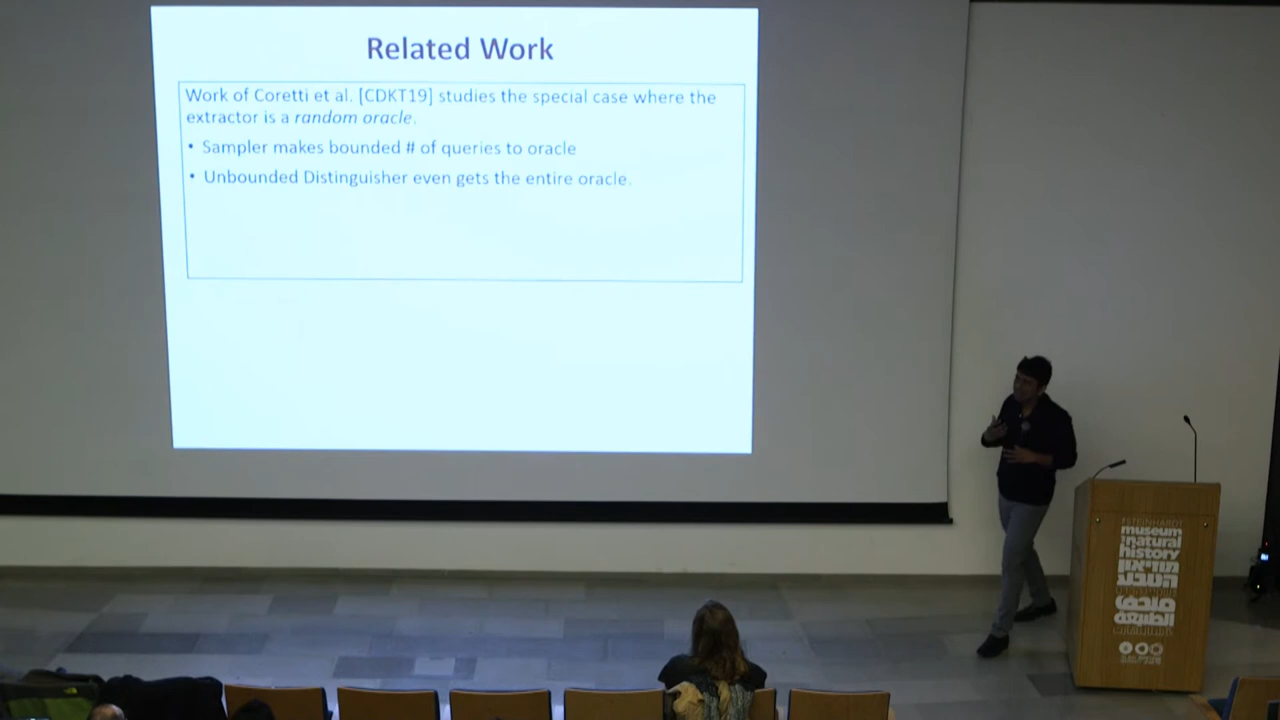 Related Work
Work of Coretti et al. [CDKT19] studies the special case where the
extractor is a random oracle.
• Sampler makes bounded # of queries to oracle
• Unbounded Distinguisher even gets the entire oracle.
STEINHARDT
museum
natural
history
מוזיאון
הטבע
متحف
الطبيعة